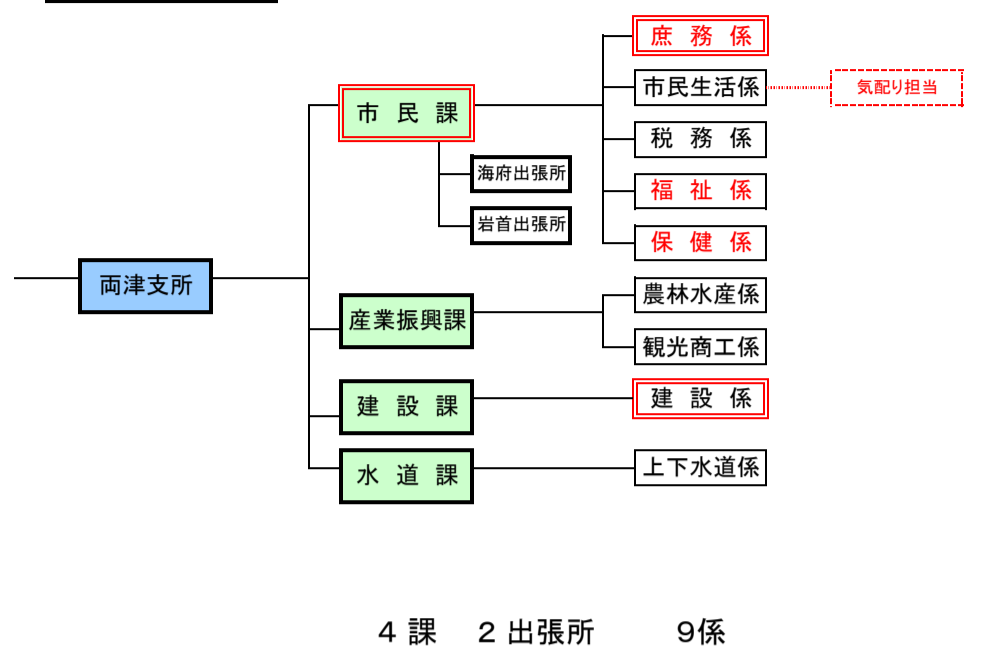 両津支所
市民課
海府出張所
岩首出張所
庶務係
市民生活係
気配り担当
税務係
福祉係
保健係
産業振興課
農林水産係
観光商工係
建設課
建設係
水道課
上下水道係
４課　２出張所　９係